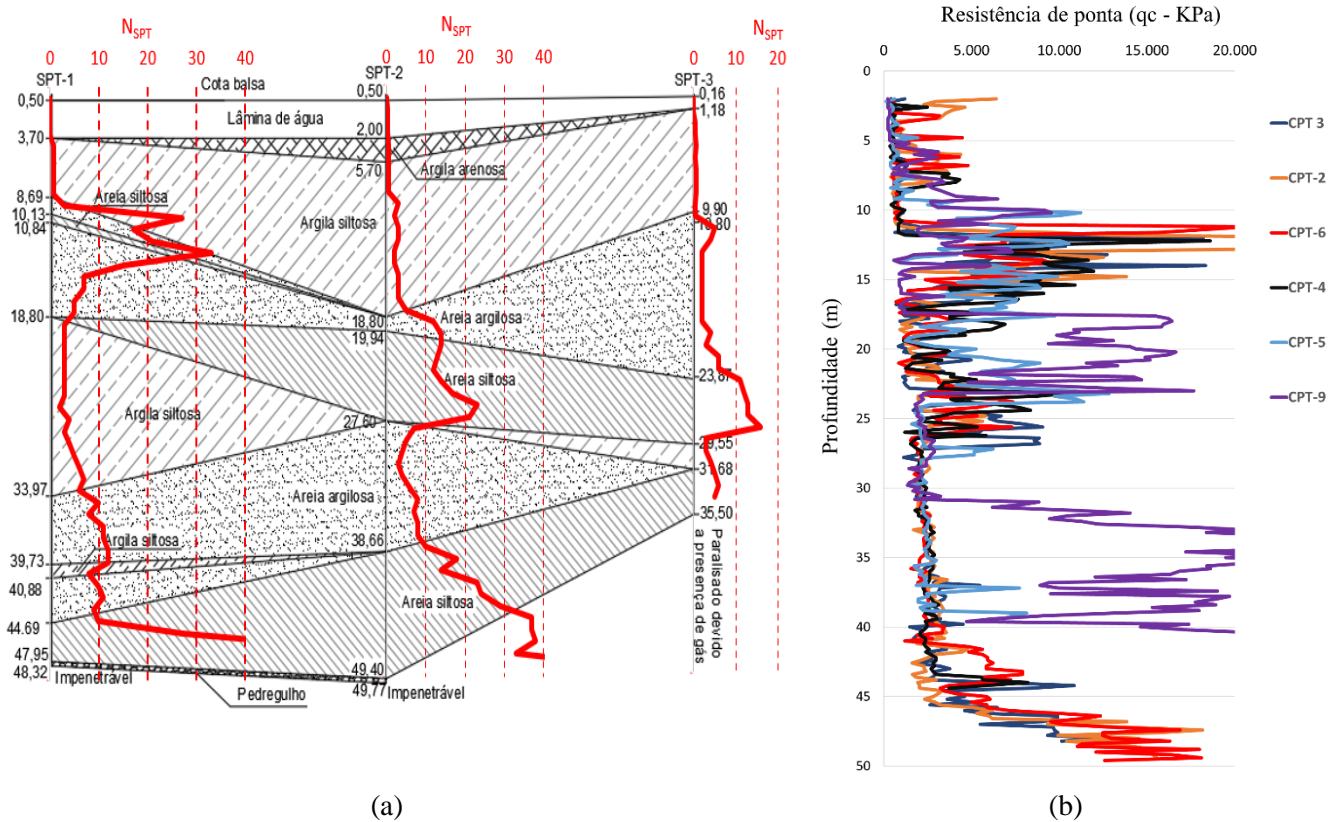 N_SPT
N_SPT
N_SPT
0 10 20 30 40
0 10 20 30 40
0 10 20
SPT-1
SPT-2
SPT-3
Cota balsa
0,50
0,50
0,16
1,18
Lâmina de água
3,70
2,00
5,70
Argila arenosa
8,69
Areia siltosa
10,13
10,84
Argila siltosa
9,90
10,80
18,80
18,80
19,94
Areia argilosa
23,87
Areia siltosa
Argila siltosa
27,60
29,55
31,68
33,97
Areia argilosa
35,50
Argila siltosa
38,66
39,73
40,88
Areia siltosa
44.69
47,95
48,32
49,40
49,77
Impenetrável
Impenetrável
Pedregulho
Paralisado devido
a presença de gás
(a)
Resistência de ponta (qc - KPa)
0 5.000 10.000 15.000 20.000
0
5
10
15
20
25
30
35
40
45
50
Profundidade (m)
CPT 3
CPT-2
CPT-6
CPT-4
CPT-5
CPT-9
(b)